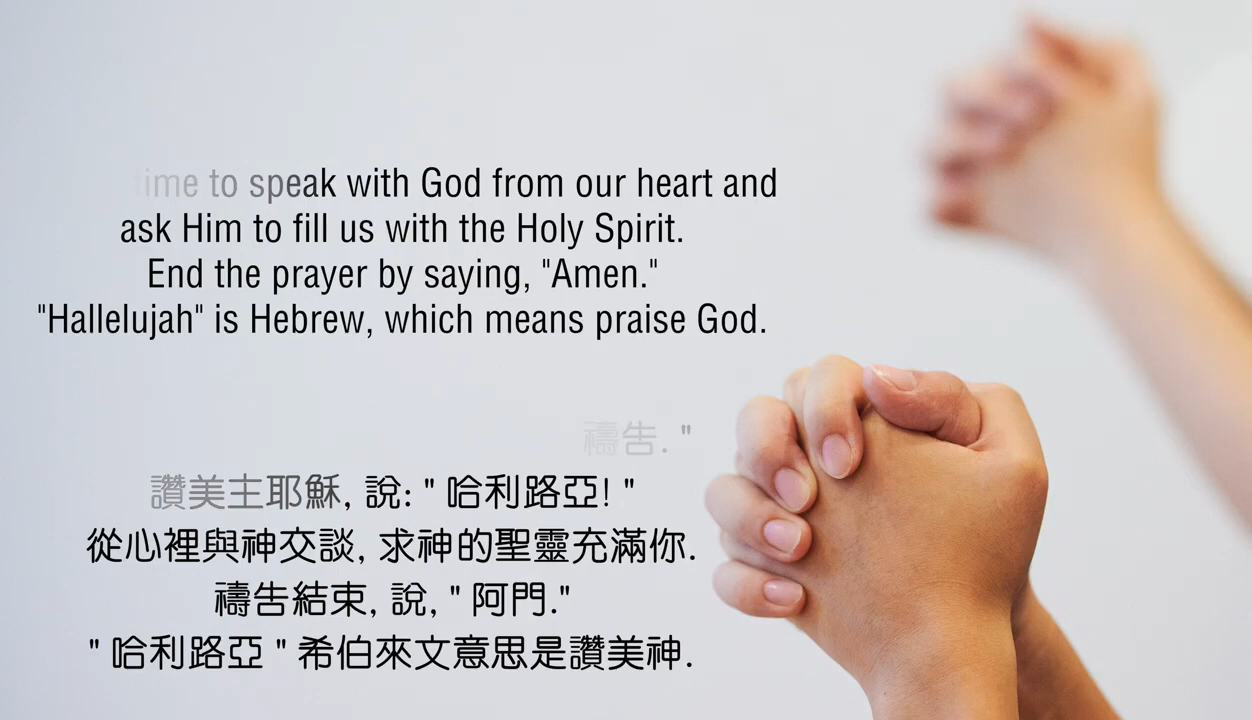 time to speak with God from our heart and
ask Him to fill us with the Holy Spirit.
End the prayer by saying, "Amen."
"Hallelujah" is Hebrew, which means praise God.
禱告. "
讚美主耶穌, 說: " 哈利路亞! "
從心裡與神交談, 求神的聖靈充滿你.
禱告結束, 說, " 阿門."
" 哈利路亞 " 希伯來文意思是讚美神.